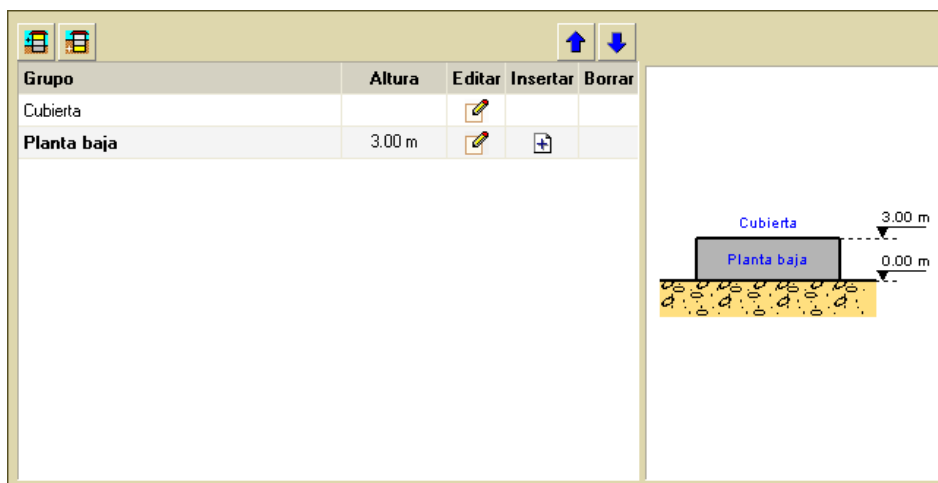 Grupo Altura Editar Insertar Borrar
Cubierta
Planta baja 3.00 m
Cubierta 3.00 m
Planta baja 0.00 m